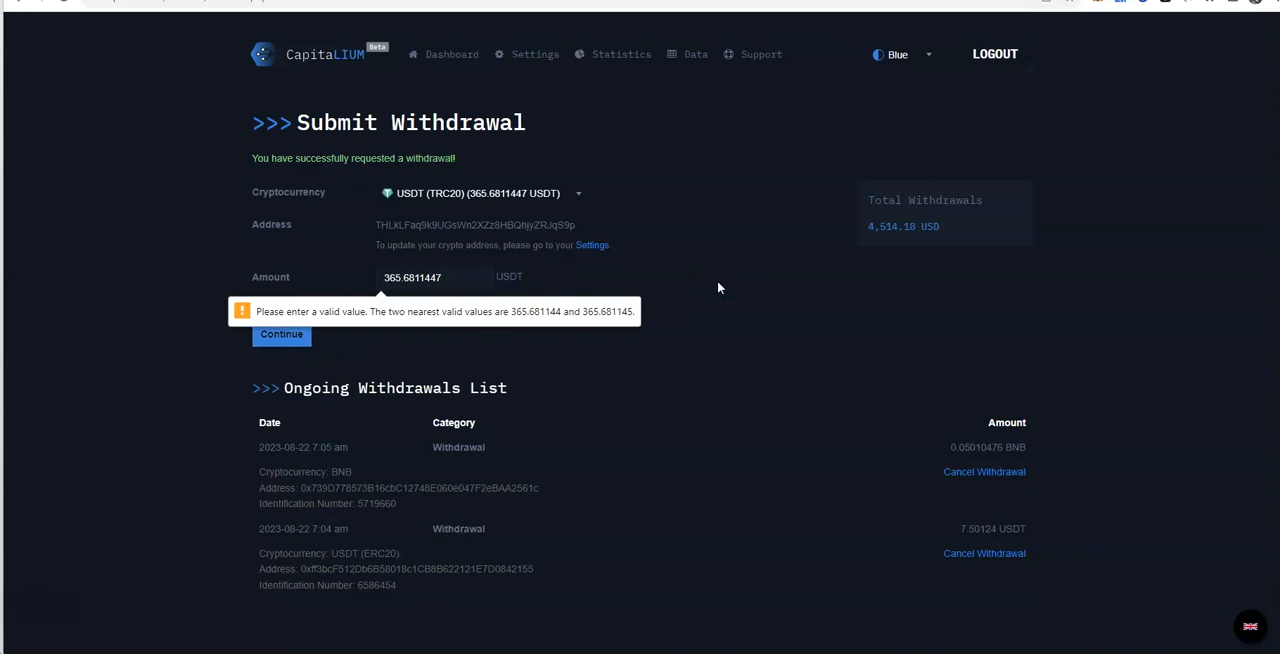 CapitaLIUM Beta Dashboard Settings Statistics Data Support Blue LOGOUT
>>> Submit Withdrawal
You have successfully requested a withdrawal!
Cryptocurrency USDT (TRC20) (365.6811447 USDT)
Total Withdrawals
Address THLkLFaq9k9UGsWn2XZz8HBQhjyZRJqS9p
4,514.18 USD
To update your crypto address, please go to your Settings.
Amount 365.6811447 USDT
Please enter a valid value. The two nearest valid values are 365.681144 and 365.681145.
Continue
>>> Ongoing Withdrawals List
Date Category Amount
2023-08-22 7:05 am Withdrawal 0.05010476 BNB
Cryptocurrency: BNB Cancel Withdrawal
Address: 0x739D778573B16cbC12748E060e047F2eBAA2561c
Identification Number: 5719660
2023-08-22 7:04 am Withdrawal 7.50124 USDT
Cryptocurrency: USDT (ERC20) Cancel Withdrawal
Address: 0xff3bcF512Db6B58018c1CB8B622121E7D0842155
Identification Number: 6586454